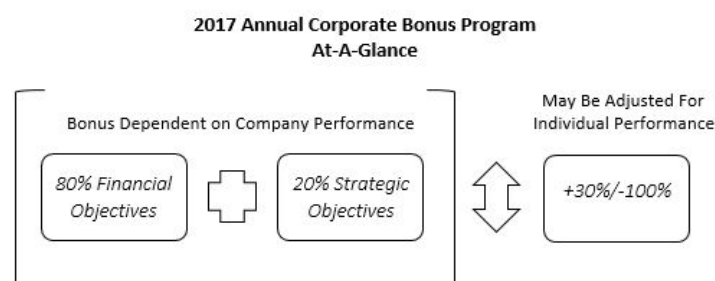 2017 Annual Corporate Bonus Program
At-A-Glance
Bonus Dependent on Company Performance
80% Financial
Objectives
20% Strategic
Objectives
May Be Adjusted For
Individual Performance
+30%/-100%